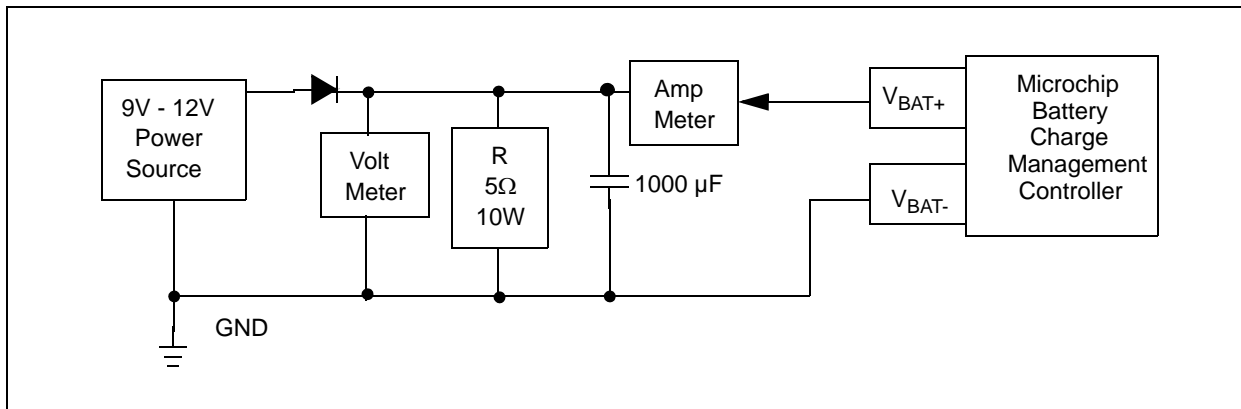 9V - 12V
Power
Source
Volt
Meter
R
5Ω
10W
1000 µF
Amp
Meter
VBAT+
VBAT-
Microchip
Battery
Charge
Management
Controller
GND